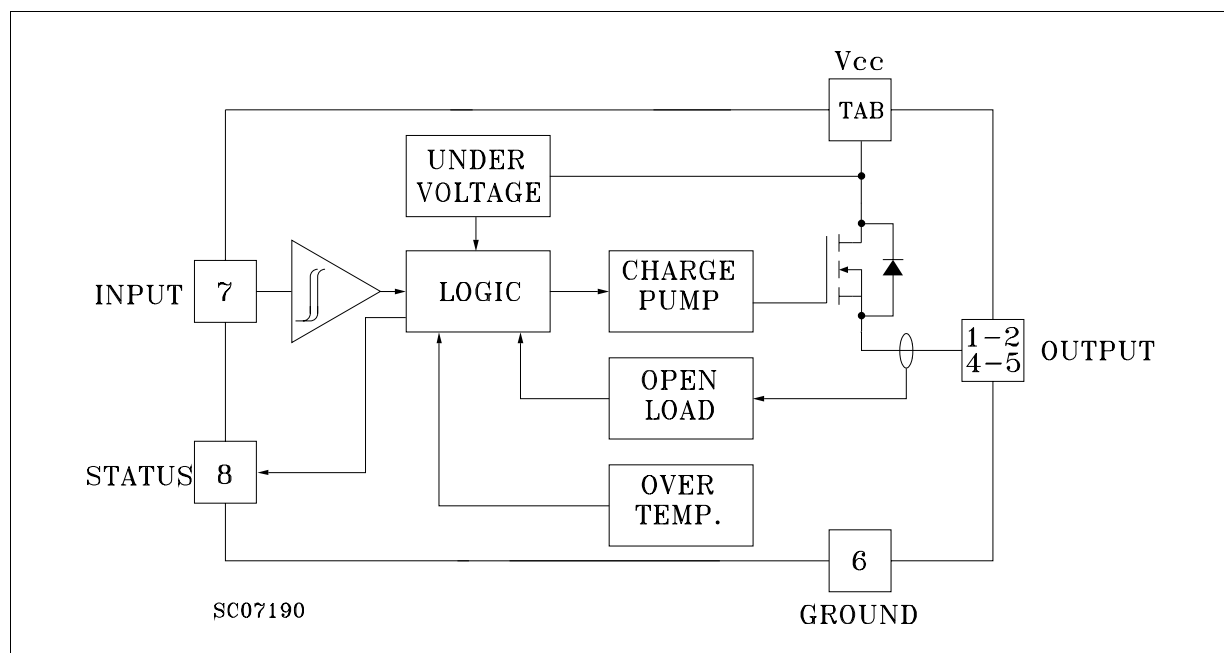 Vcc
TAB
UNDER
VOLTAGE
INPUT
7
LOGIC
CHARGE
PUMP
1-2
4-5
OUTPUT
OPEN
LOAD
STATUS
8
OVER
TEMP.
6
GROUND
SC07190